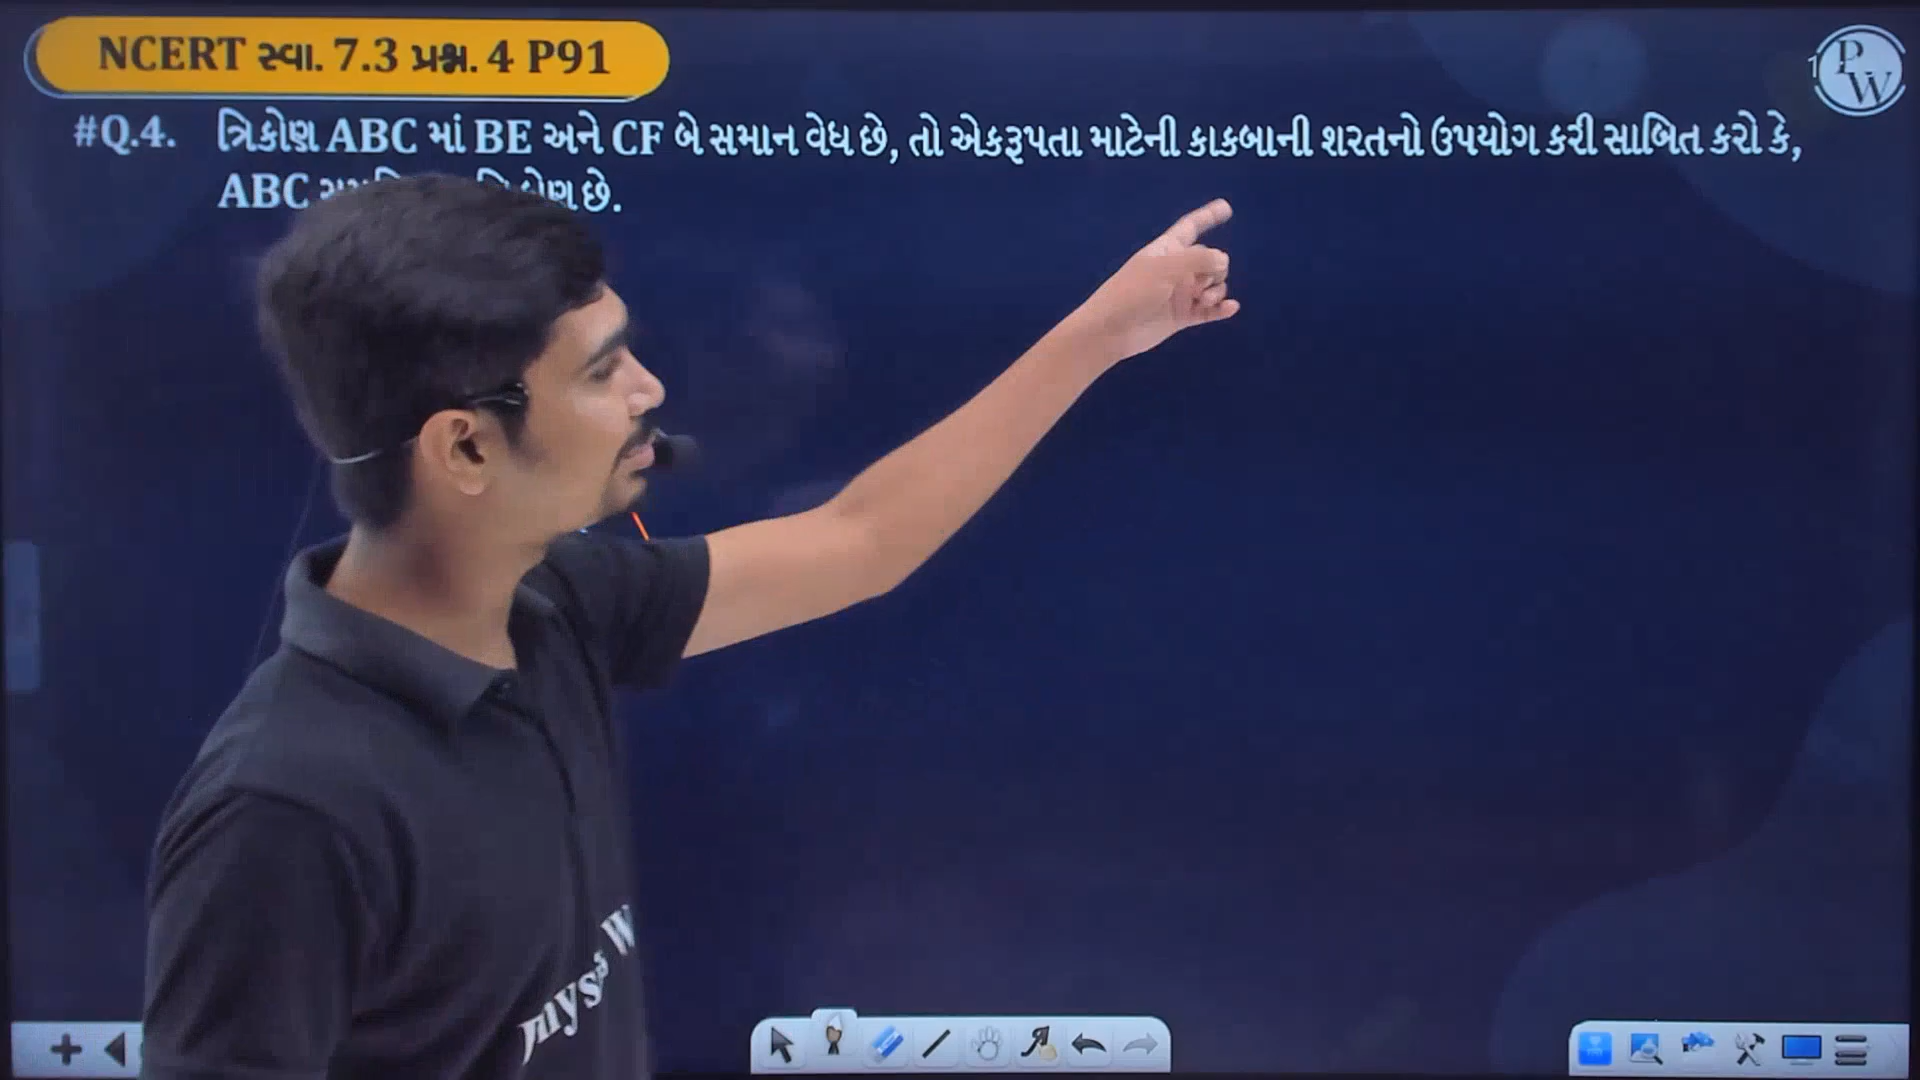 NCERT સ્વા. 7.3 પ્રશ્ન. 4 P91
PW
#Q.4. ત્રિકોણ ABC માં BE અને CF બે સમાન વેધ છે, તો એકરૂપતા માટેની કાકબાની શરતનો ઉપયોગ કરી સાબિત કરો કે,
ABC છે.